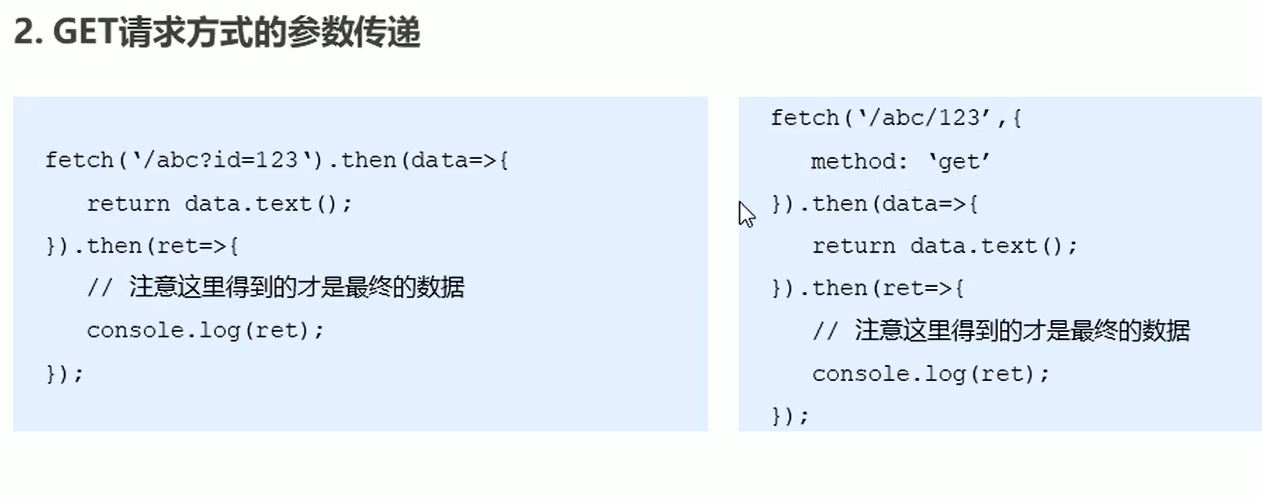 2. GET请求方式的参数传递
fetch(‘/abc?id=123‘).then(data=>{
return data.text();
}).then(ret=>{
// 注意这里得到的才是最终的数据
console.log(ret);
});
fetch(‘/abc/123’,{
method: ‘get’
}).then(data=>{
return data.text();
}).then(ret=>{
// 注意这里得到的才是最终的数据
console.log(ret);
});